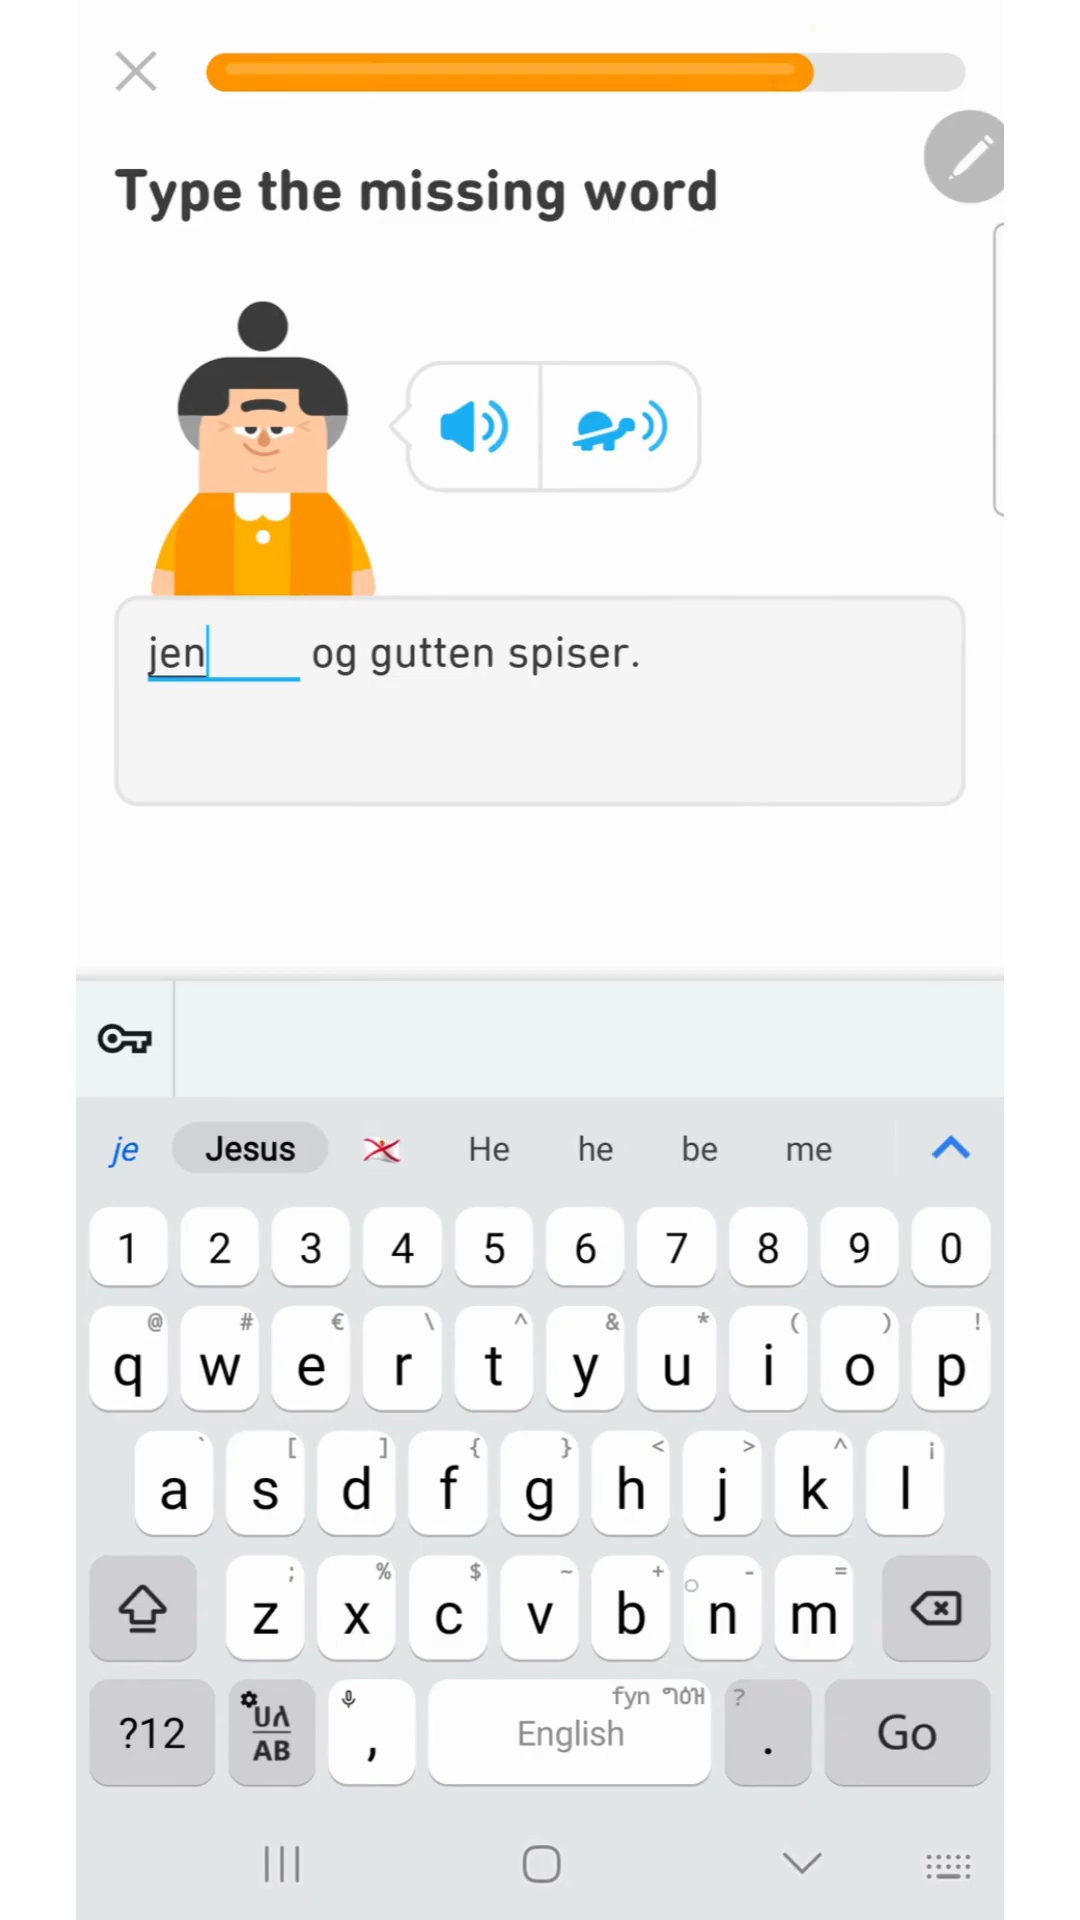 Type the missing word
jen og gutten spiser.
je Jesus He he be me
1 2 3 4 5 6 7 8 9 0
@ # € \ ^ & * ( ) !
q w e r t y u i o p
` [ ] { } < > ^ ¡
a s d f g h j k l
; % $ ~ + - =
z x c v b n m
?12 , English . ? Go
AB